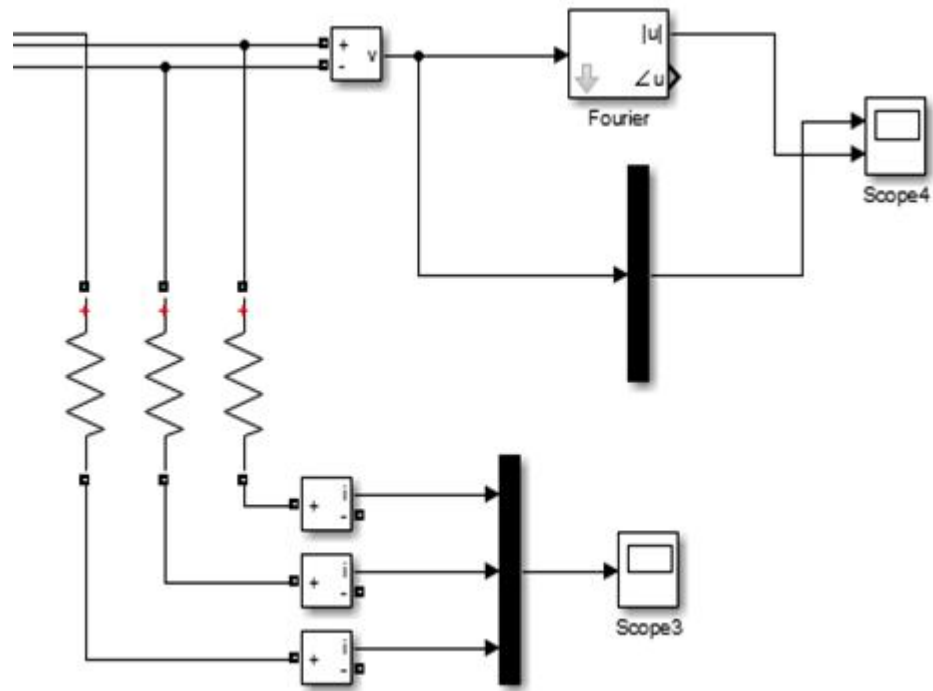 +
-
v
|u|
∠u
Fourier
Scope4
+
+
+
+ i
-
+ i
-
+ i
-
Scope3